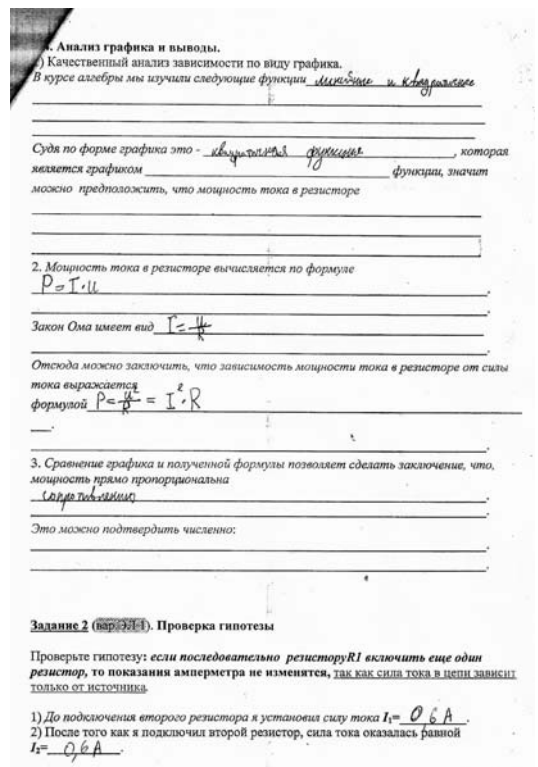 . Анализ графика и выводы.
) Качественный анализ зависимости по виду графика.
В курсе алгебры мы изучили следующие функции линейные и квадратичные
Судя по форме графика это - квадратичная функция, которая
является графиком функции, значит
можно предположить, что мощность тока в резисторе
2. Мощность тока в резисторе вычисляется по формуле
P=I·U
Закон Ома имеет вид I=U/R
Отсюда можно заключить, что зависимость мощности тока в резисторе от силы
тока выражается
формулой P=U²/R = I²·R
3. Сравнение графика и полученной формулы позволяет сделать заключение, что,
мощность прямо пропорциональна
сопротивлению
Это можно подтвердить численно:
Задание 2 (вар.ЭЛ-1). Проверка гипотезы
Проверьте гипотезу: если последовательно резисторуR1 включить еще один
резистор, то показания амперметра не изменятся, так как сила тока в цепи зависит
только от источника.
1) До подключения второго резистора я установил силу тока I₁= 0,6 А.
2) После того как я подключил второй резистор, сила тока оказалась равной
I₂= 0,6 А.